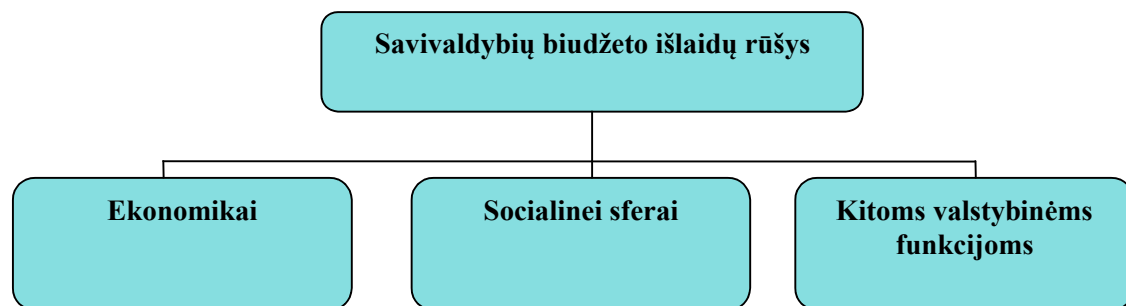 Savivaldybių biudžeto išlaidų rūšys
Ekonomikai
Socialinei sferai
Kitoms valstybinėms
funkcijoms